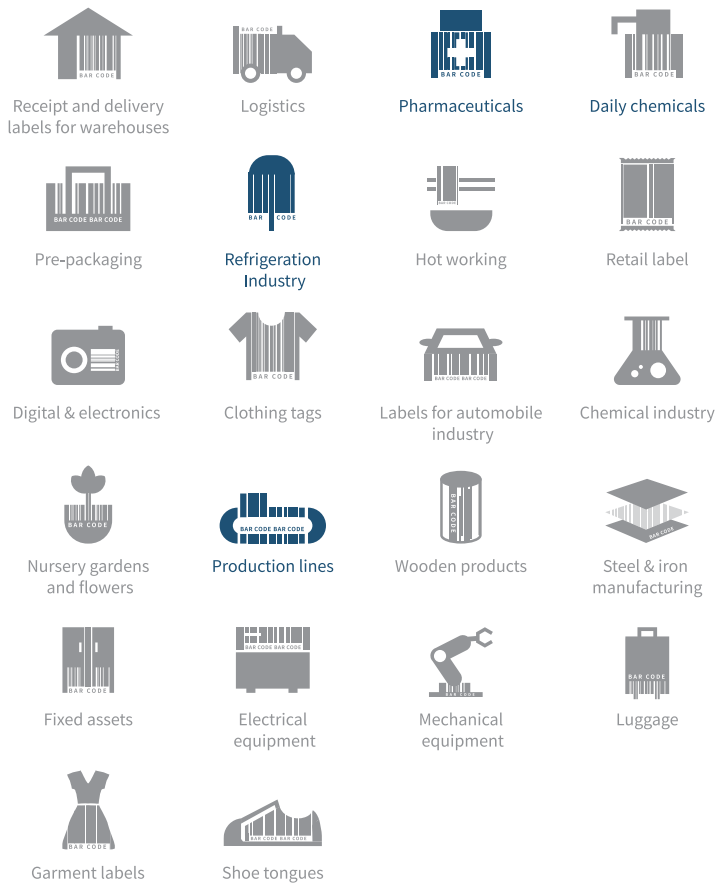 BAR CODE
BAR CODE
BAR CODE
BAR CODE
Receipt and delivery
labels for warehouses
Logistics
Pharmaceuticals
Daily chemicals
BAR CODE BAR CODE
BAR CODE
BAR CODE
BAR CODE
Pre-packaging
Refrigeration
Industry
Hot working
Retail label
BAR CODE
BAR CODE
BAR CODE BAR CODE
Digital & electronics
Clothing tags
Labels for automobile
industry
Chemical industry
BAR CODE
BAR CODE BAR CODE
BAR CODE
BAR CODE
Nursery gardens
and flowers
Production lines
Wooden products
Steel & iron
manufacturing
BAR CODE
BAR CODE BAR CODE
BAR CODE
BAR CODE
Fixed assets
Electrical
equipment
Mechanical
equipment
Luggage
BAR CODE
BAR CODE BAR CODE
Garment labels
Shoe tongues